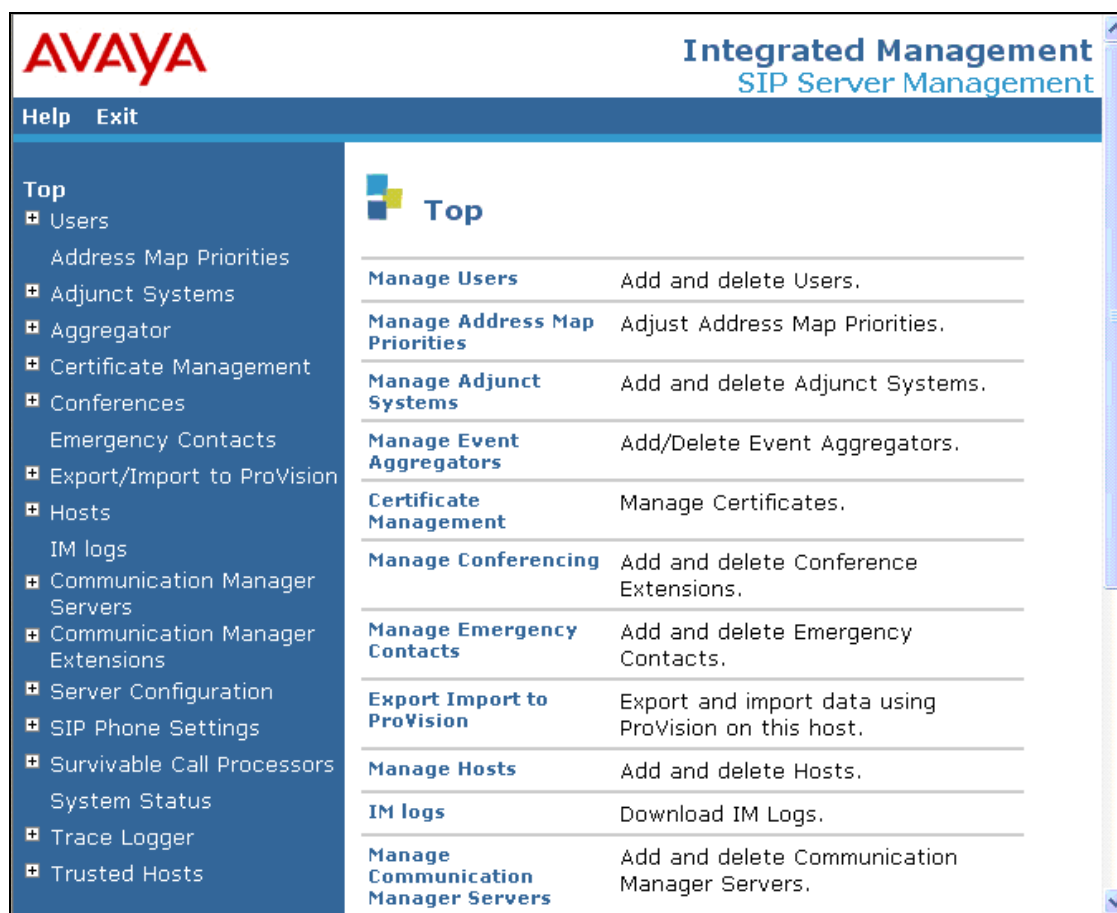 AVAYA
Integrated Management
SIP Server Management
Help Exit
Top
Users
Address Map Priorities
Adjunct Systems
Aggregator
Certificate Management
Conferences
Emergency Contacts
Export/Import to ProVision
Hosts
IM logs
Communication Manager
Servers
Communication Manager
Extensions
Server Configuration
SIP Phone Settings
Survivable Call Processors
System Status
Trace Logger
Trusted Hosts
Top
Manage Users Add and delete Users.
Manage Address Map Adjust Address Map Priorities.
Priorities
Manage Adjunct Add and delete Adjunct Systems.
Systems
Manage Event Add/Delete Event Aggregators.
Aggregators
Certificate Manage Certificates.
Management
Manage Conferencing Add and delete Conference
Extensions.
Manage Emergency Add and delete Emergency
Contacts Contacts.
Export Import to Export and import data using
ProVision ProVision on this host.
Manage Hosts Add and delete Hosts.
IM logs Download IM Logs.
Manage Add and delete Communication
Communication Manager Servers.
Manager Servers